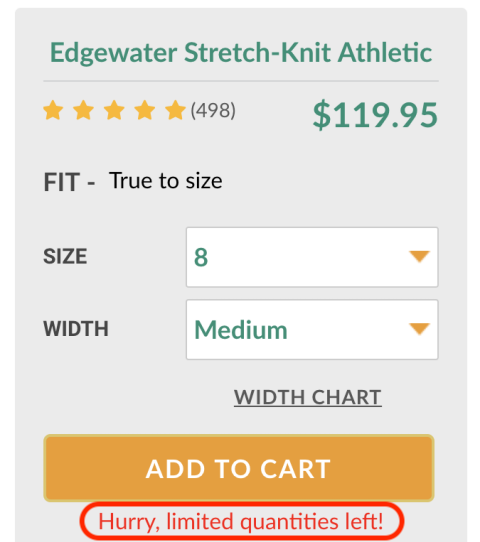 Edgewater Stretch-Knit Athletic
(498) $119.95
FIT - True to size
SIZE 8
WIDTH Medium
WIDTH CHART
ADD TO CART
Hurry, limited quantities left!